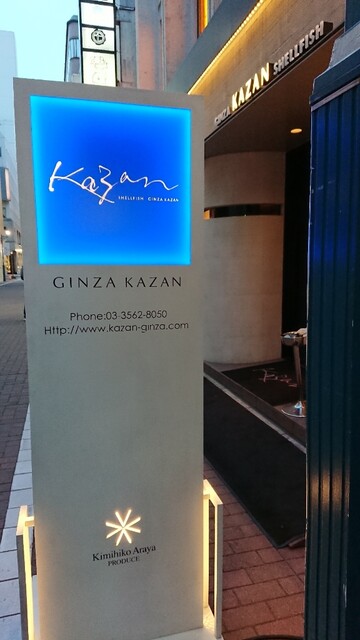 GINZA KAZAN SHELLFISH
Kazan
SHELLFISH GINZA KAZAN
GINZA KAZAN
Phone:03-3562-8050
Http://www.kazan-ginza.com
Kimihiko Araya
PRODUCE